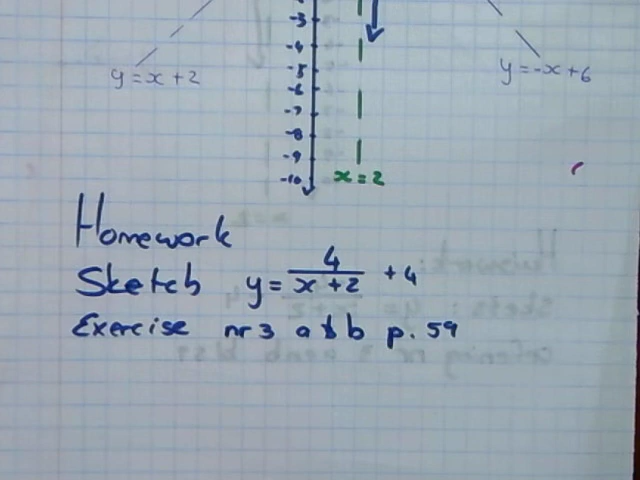 -3
-4
-5
-6
-7
-8
-9
-10
y=x+2
y=-x+6
x=2
Homework
Sketch y= 4/(x+2) +4
Exercise nr 3 a & b p. 59